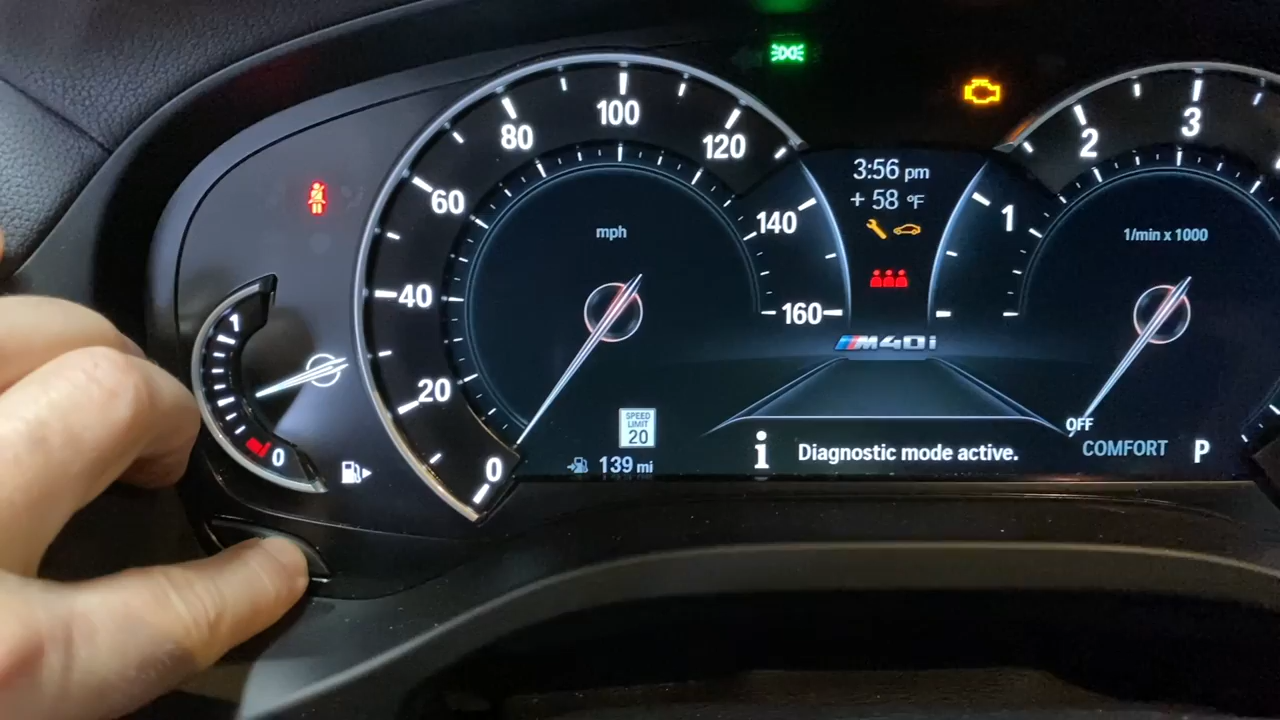 3:56 pm
+ 58 °F
mph
0
20
40
60
80
100
120
140
160
1
0
SPEED
LIMIT
20
139 mi
M40i
i Diagnostic mode active.
1/min x 1000
OFF
1
2
3
COMFORT P